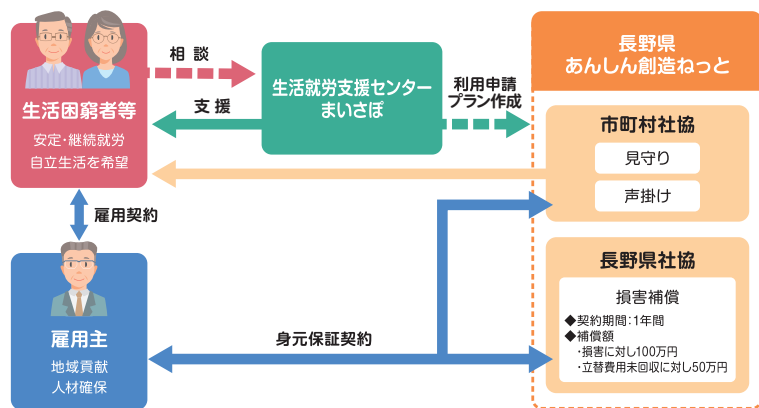 生活困窮者等
安定・継続就労
自立生活を希望
相談
支援
生活就労支援センター
まいさぽ
利用申請
プラン作成
長野県
あんしん創造ねっと
市町村社協
見守り
声掛け
雇用契約
雇用主
地域貢献
人材確保
身元保証契約
長野県社協
損害補償
◆契約期間：1年間
◆補償額
・損害に対し100万円
・立替費用未回収に対し50万円